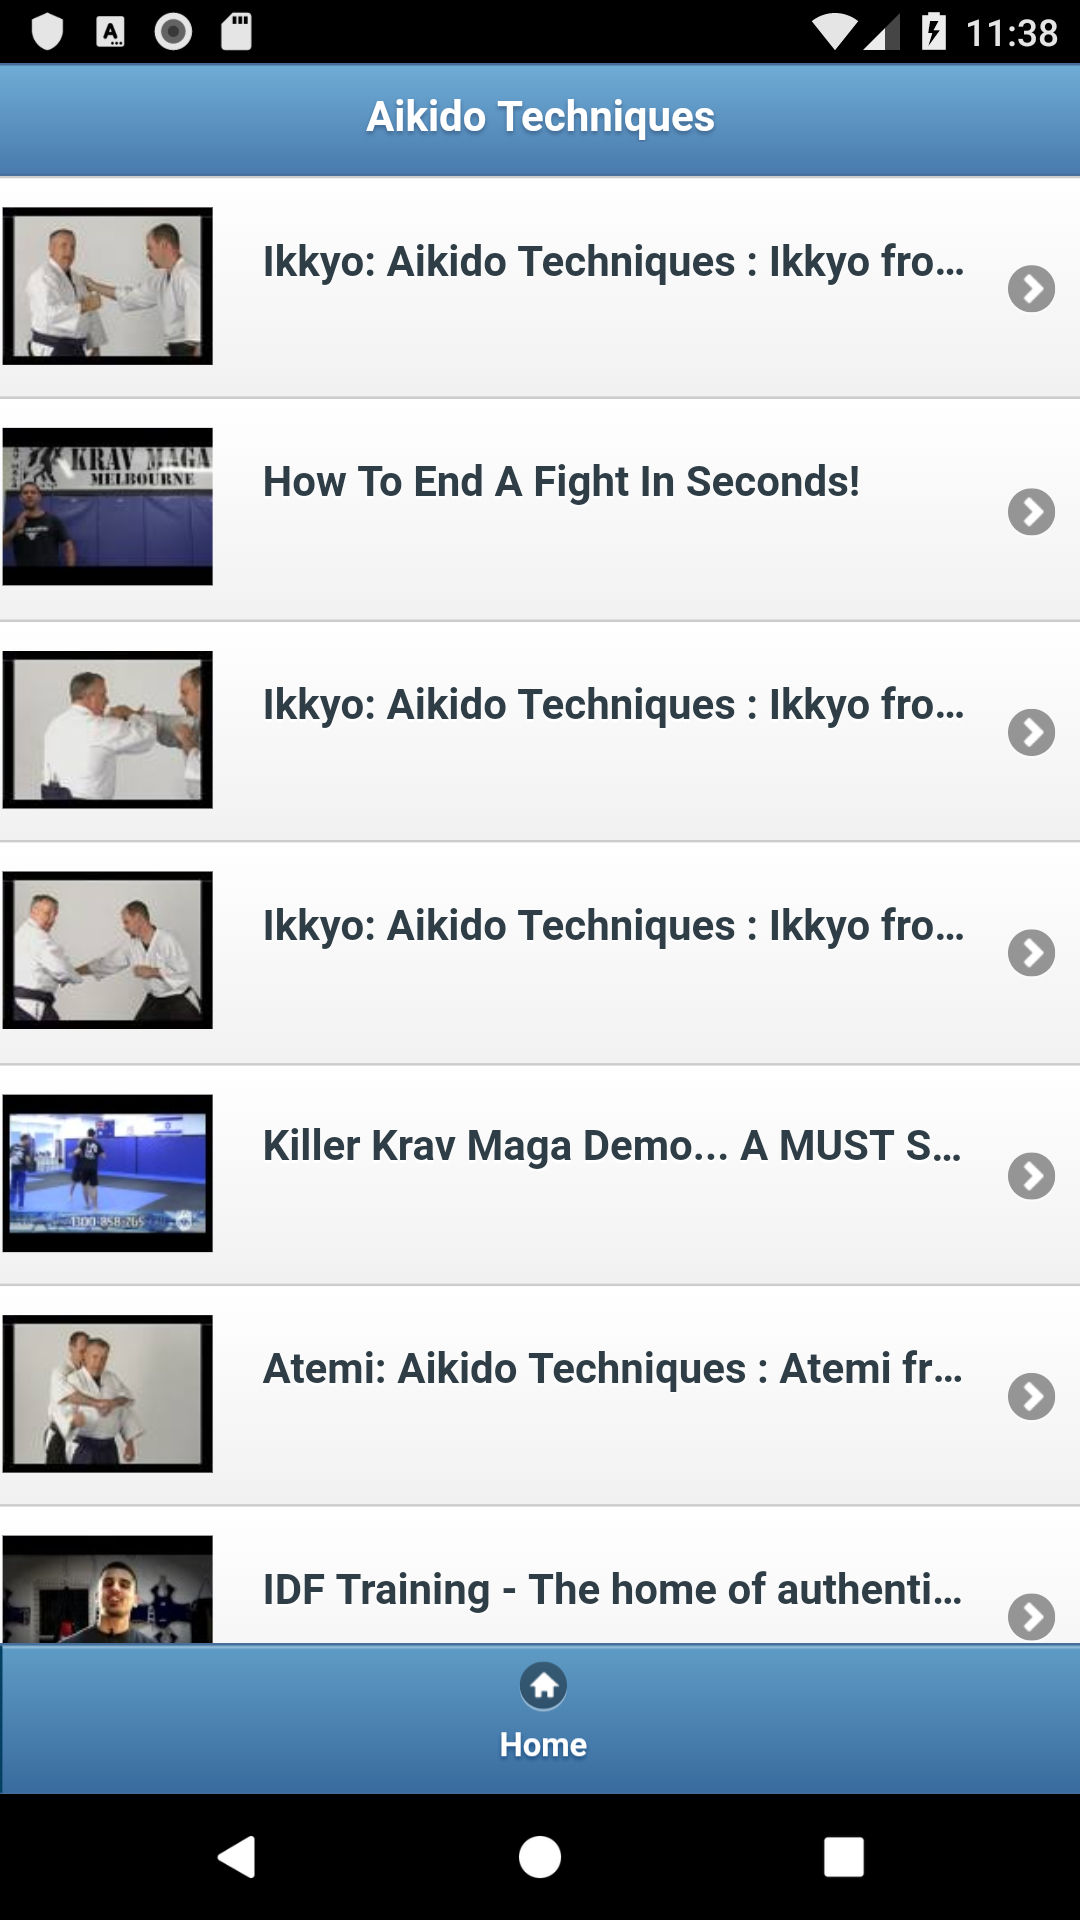 11:38
Aikido Techniques
Ikkyo: Aikido Techniques : Ikkyo fro...
KRAV MAGA
MELBOURNE
How To End A Fight In Seconds!
Ikkyo: Aikido Techniques : Ikkyo fro...
Ikkyo: Aikido Techniques : Ikkyo fro...
Killer Krav Maga Demo... A MUST S...
1300-858-265
Atemi: Aikido Techniques : Atemi fr...
IDF Training - The home of authenti...
Home